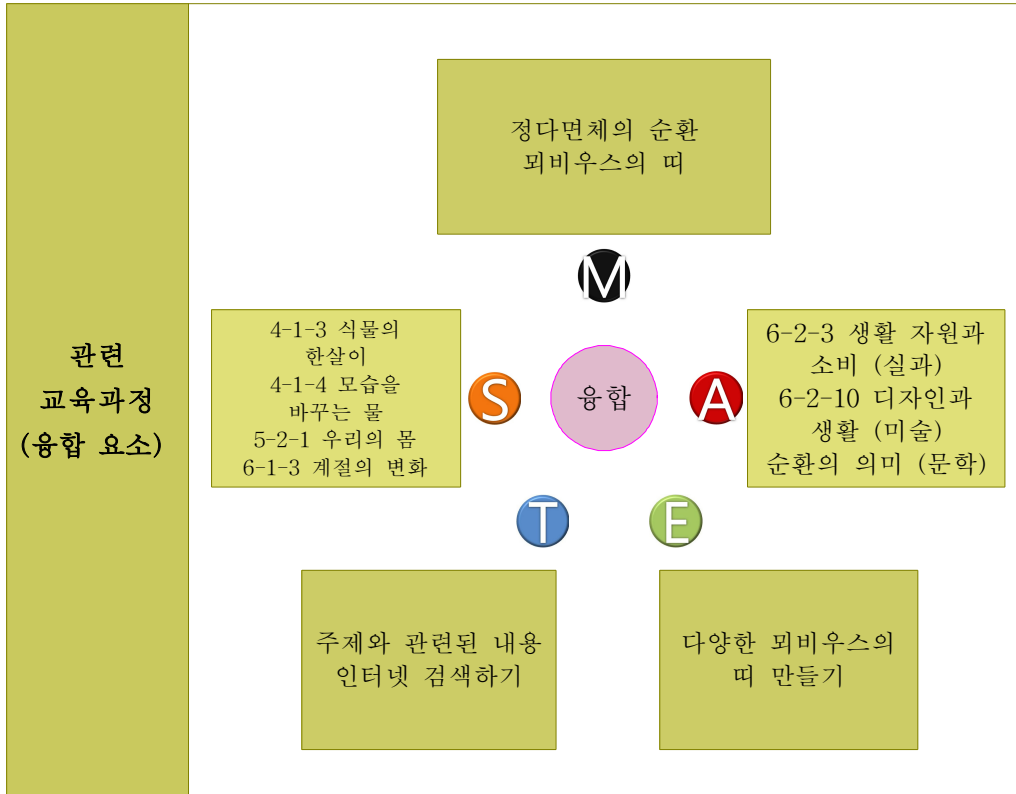 관련
교육과정
(융합 요소)
정다면체의 순환
뫼비우스의 띠
M
4-1-3 식물의
한살이
4-1-4 모습을
바꾸는 물
5-2-1 우리의 몸
6-1-3 계절의 변화
S
융합
A
6-2-3 생활 자원과
소비 (실과)
6-2-10 디자인과
생활 (미술)
순환의 의미 (문학)
T
E
주제와 관련된 내용
인터넷 검색하기
다양한 뫼비우스의
띠 만들기